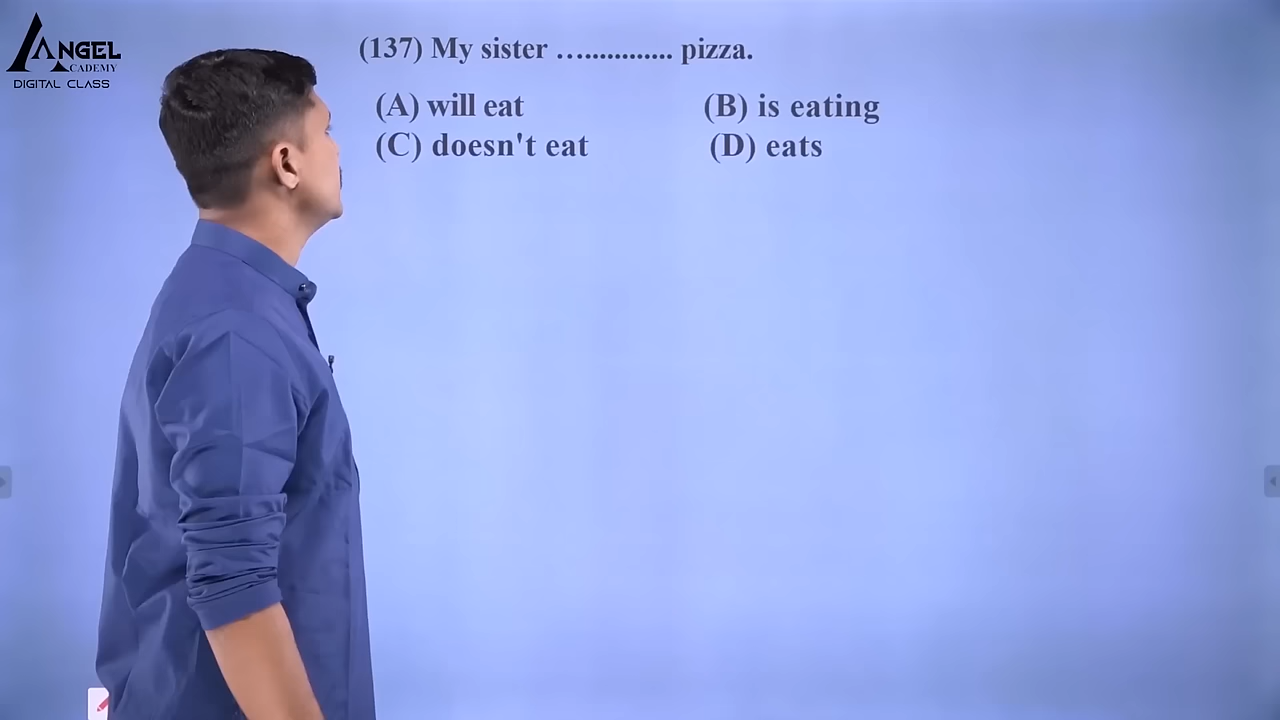 ANGEL
ACADEMY
DIGITAL CLASS
(137) My sister …............ pizza.
(A) will eat
(B) is eating
(C) doesn't eat
(D) eats